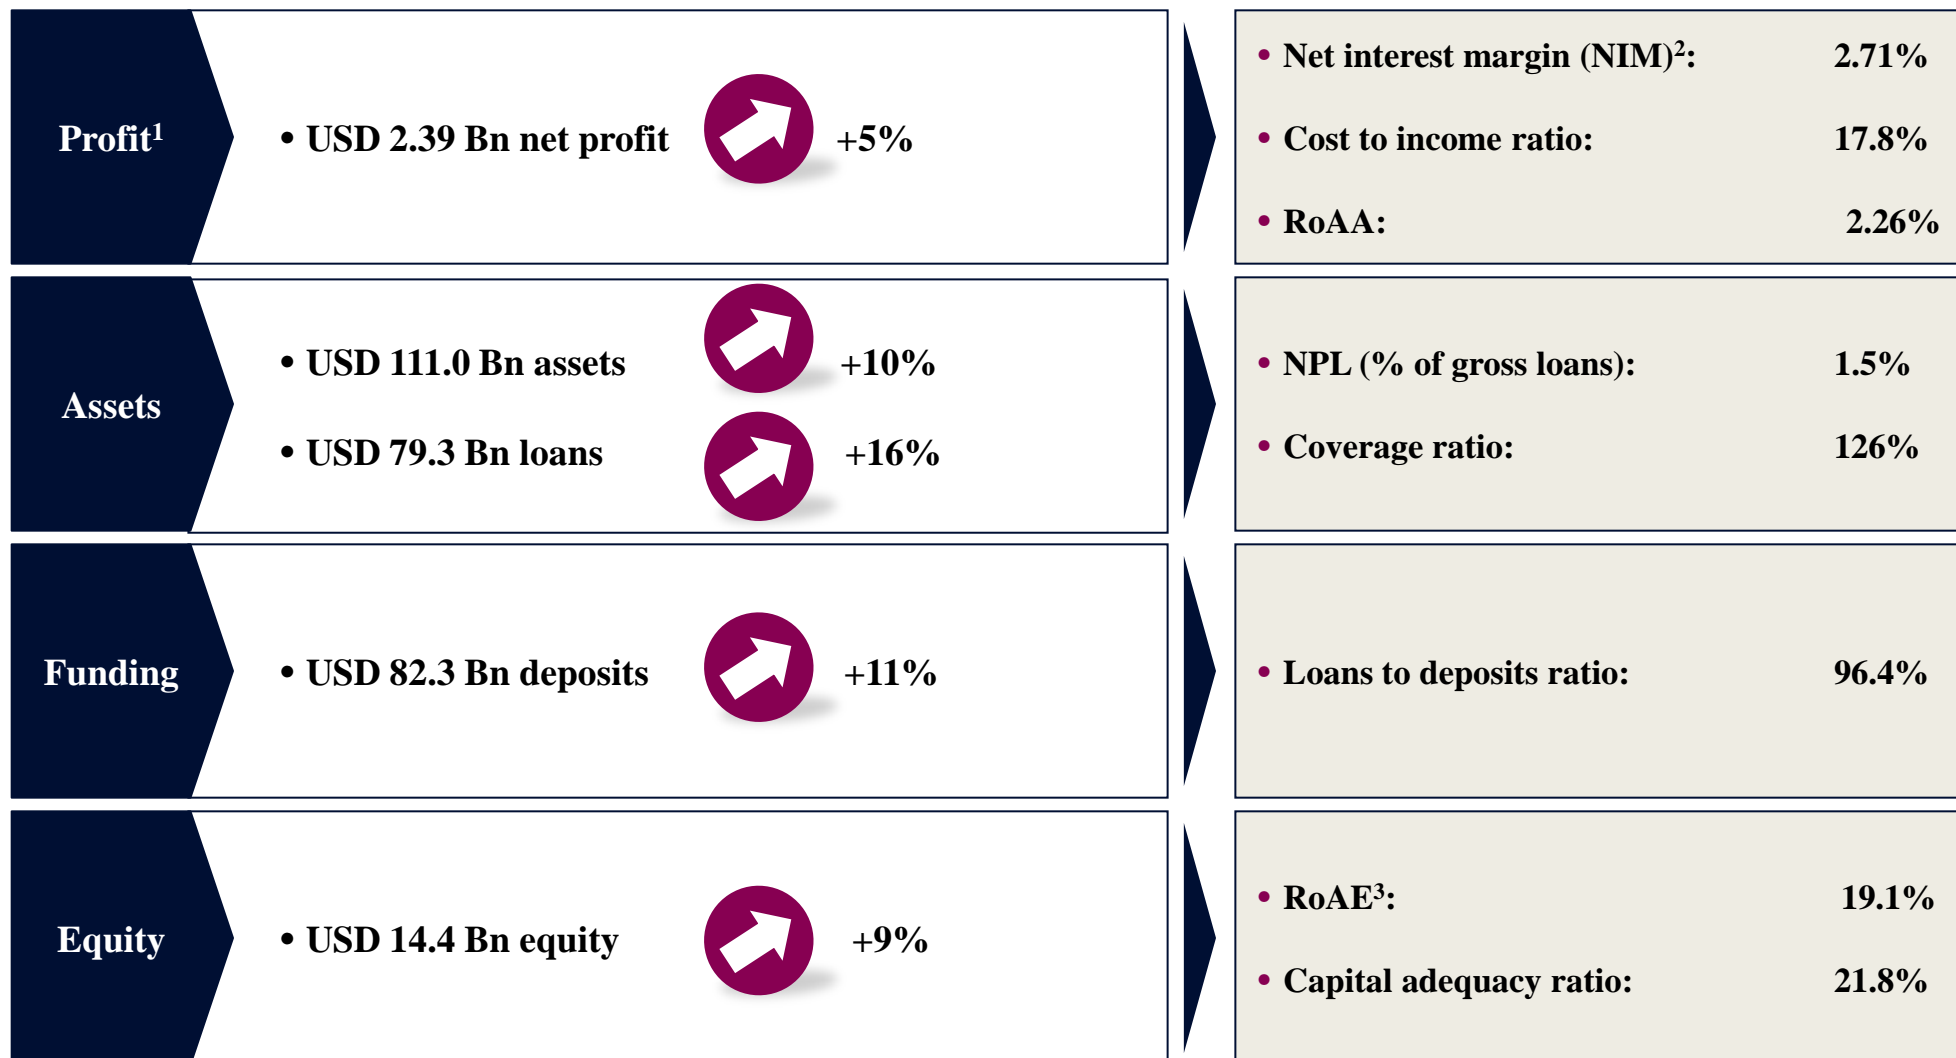 Profit¹
• USD 2.39 Bn net profit +5%
• Net interest margin (NIM)²: 2.71%
• Cost to income ratio: 17.8%
• RoAA: 2.26%
Assets
• USD 111.0 Bn assets +10%
• USD 79.3 Bn loans +16%
• NPL (% of gross loans): 1.5%
• Coverage ratio: 126%
Funding
• USD 82.3 Bn deposits +11%
• Loans to deposits ratio: 96.4%
Equity
• USD 14.4 Bn equity +9%
• RoAE³: 19.1%
• Capital adequacy ratio: 21.8%